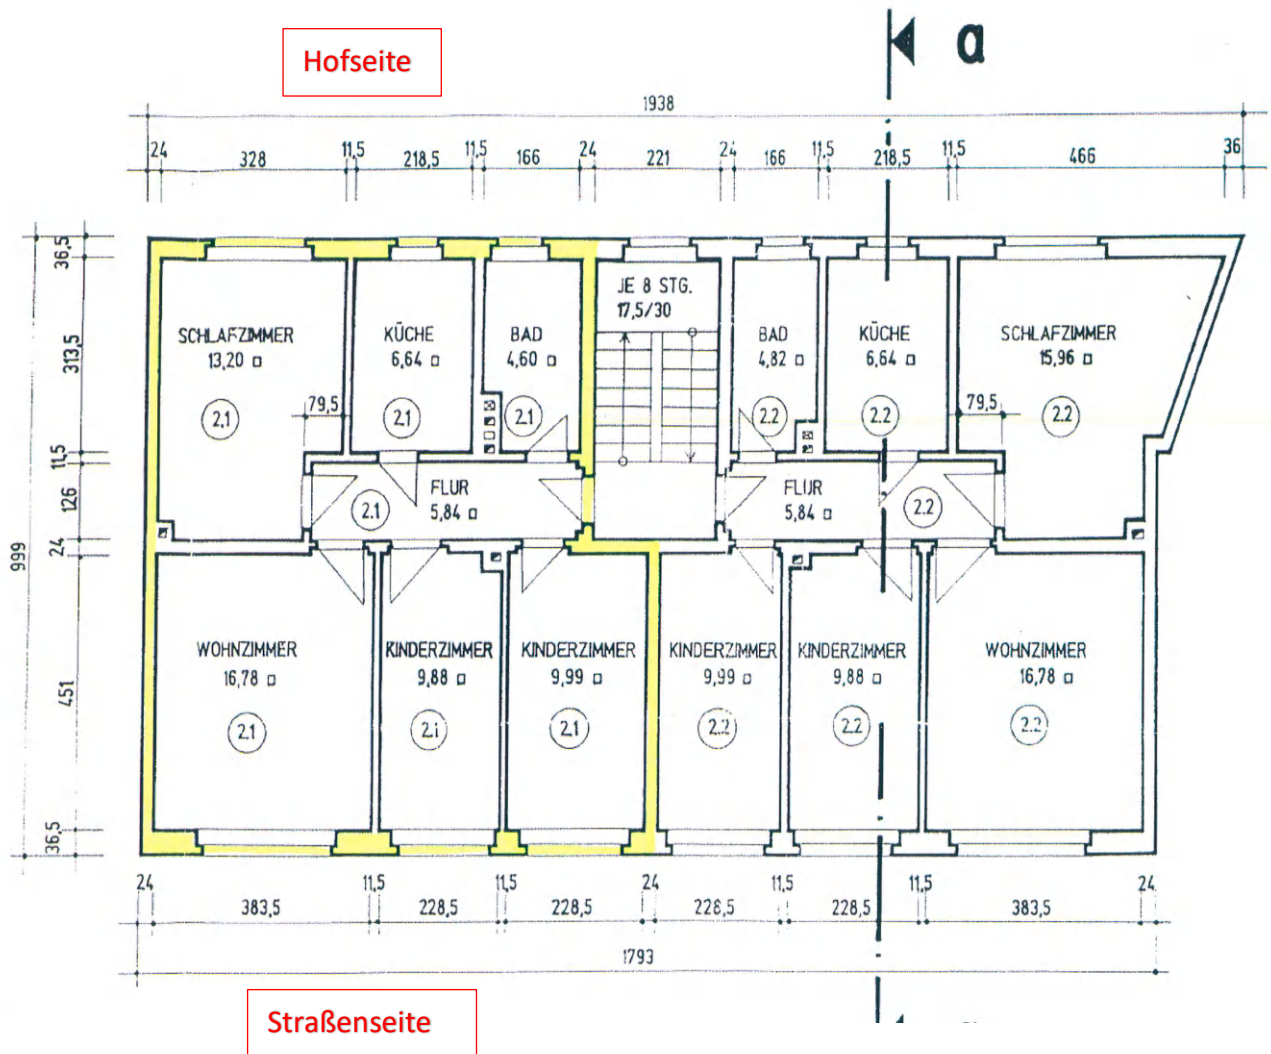 Hofseite
a
1938
24 328 11,5 218,5 11,5 166 24 221 24 166 11,5 218,5 11,5 466 36
36,5
313,5
11,5
126
24
451
36,5
999
JE 8 STG.
17,5/30
SCHLAFZIMMER
13,20
2.1
79,5
KÜCHE
6,64
2.1
BAD
4,60
2.1
BAD
4,82
2.2
KÜCHE
6,64
2.2
SCHLAFZIMMER
15,96
2.2
79,5
FLUR
5,84
2.1
FLUR
5,84
2.2
WOHNZIMMER
16,78
2.1
KINDERZIMMER
9,88
2.1
KINDERZIMMER
9,99
2.1
KINDERZIMMER
9,99
2.2
KINDERZIMMER
9,88
2.2
WOHNZIMMER
16,78
2.2
24 11,5 11,5 24 11,5 11,5 24
383,5 228,5 228,5 228,5 228,5 383,5
1793
Straßenseite